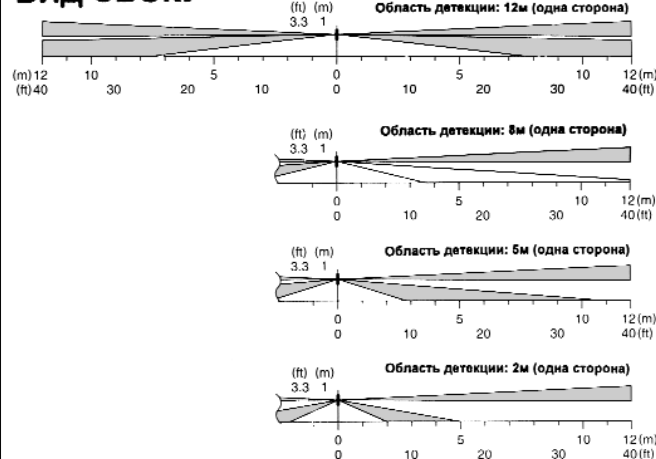 (ft) (m) Область детекции: 12м (одна сторона)
3.3 1
(m) 12 10 5 0 5 10 12 (m)
(ft) 40 30 20 10 0 10 20 30 40 (ft)
(ft) (m) Область детекции: 8м (одна сторона)
3.3 1
0 5 10 12 (m)
0 10 20 30 40 (ft)
(ft) (m) Область детекции: 5м (одна сторона)
3.3 1
0 5 10 12 (m)
0 10 20 30 40 (ft)
(ft) (m) Область детекции: 2м (одна сторона)
3.3 1
0 5 10 12 (m)
0 10 20 30 40 (ft)